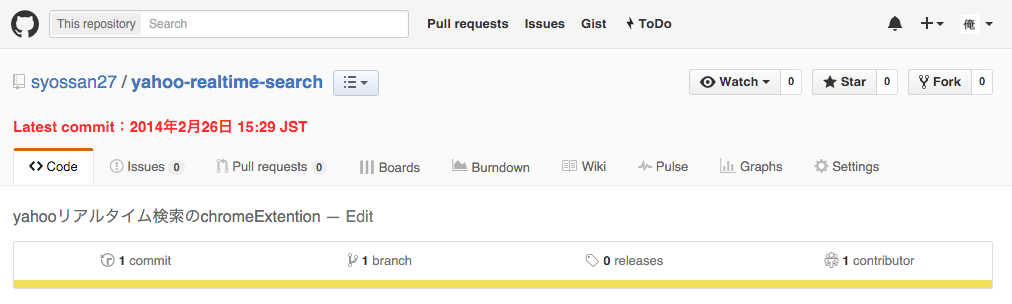 This repository Search Pull requests Issues Gist ToDo 俺
syossan27 / yahoo-realtime-search Watch 0 Star 0 Fork 0
Latest commit：2014年2月26日 15:29 JST
Code Issues 0 Pull requests 0 Boards Burndown Wiki Pulse Graphs Settings
yahooリアルタイム検索のchromeExtention — Edit
1 commit 1 branch 0 releases 1 contributor